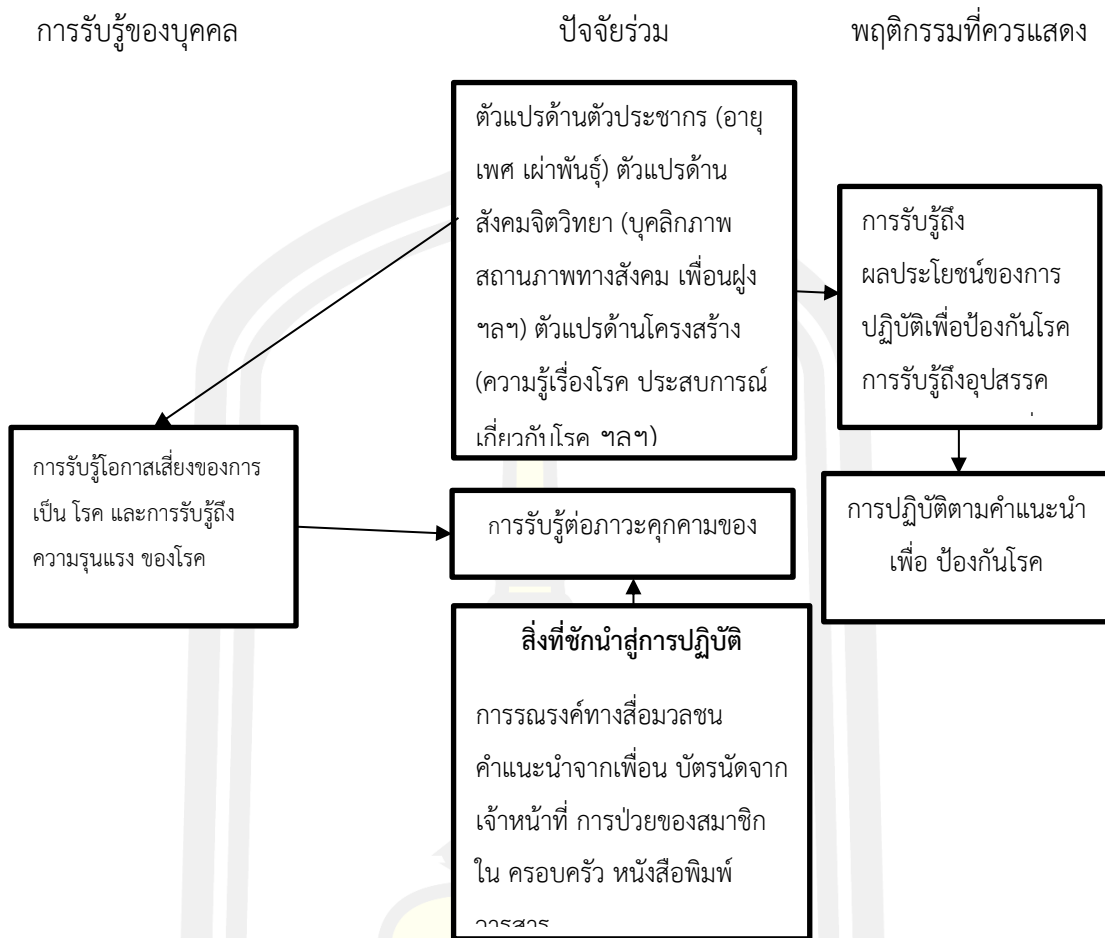 การรับรู้ของบุคคล
ปัจจัยร่วม
พฤติกรรมที่ควรแสดง
ตัวแปรด้านตัวประชากร (อายุ
เพศ เผ่าพันธุ์) ตัวแปรด้าน
สังคมจิตวิทยา (บุคลิกภาพ
สถานภาพทางสังคม เพื่อนฝูง
ฯลฯ) ตัวแปรด้านโครงสร้าง
(ความรู้เรื่องโรค ประสบการณ์
เกี่ยวกับโรค ฯลฯ)
การรับรู้ถึง
ผลประโยชน์ของการ
ปฏิบัติเพื่อป้องกันโรค
การรับรู้ถึงอุปสรรค
การรับรู้โอกาสเสี่ยงของการ
เป็น โรค และการรับรู้ถึง
ความรุนแรง ของโรค
การรับรู้ต่อภาวะคุกคามของ
การปฏิบัติตามคำแนะนำ
เพื่อ ป้องกันโรค
สิ่งที่ชักนำสู่การปฏิบัติ
การรณรงค์ทางสื่อมวลชน
คำแนะนำจากเพื่อน บัตรนัดจาก
เจ้าหน้าที่ การป่วยของสมาชิก
ใน ครอบครัว หนังสือพิมพ์
วารสาร